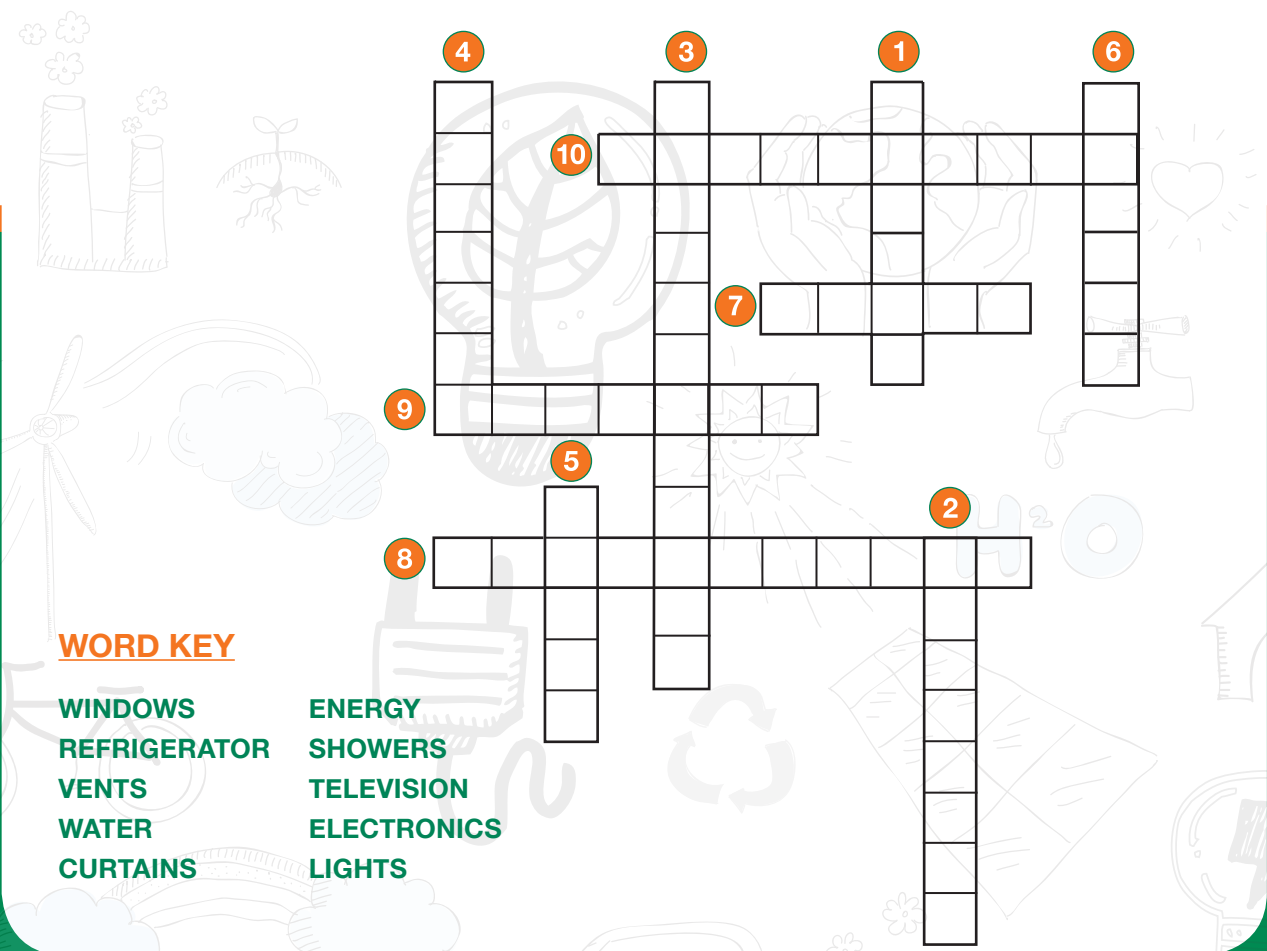 4 3 1 6
10
7
9
5
2
8
H²O
WORD KEY
WINDOWS ENERGY
REFRIGERATOR SHOWERS
VENTS TELEVISION
WATER ELECTRONICS
CURTAINS LIGHTS